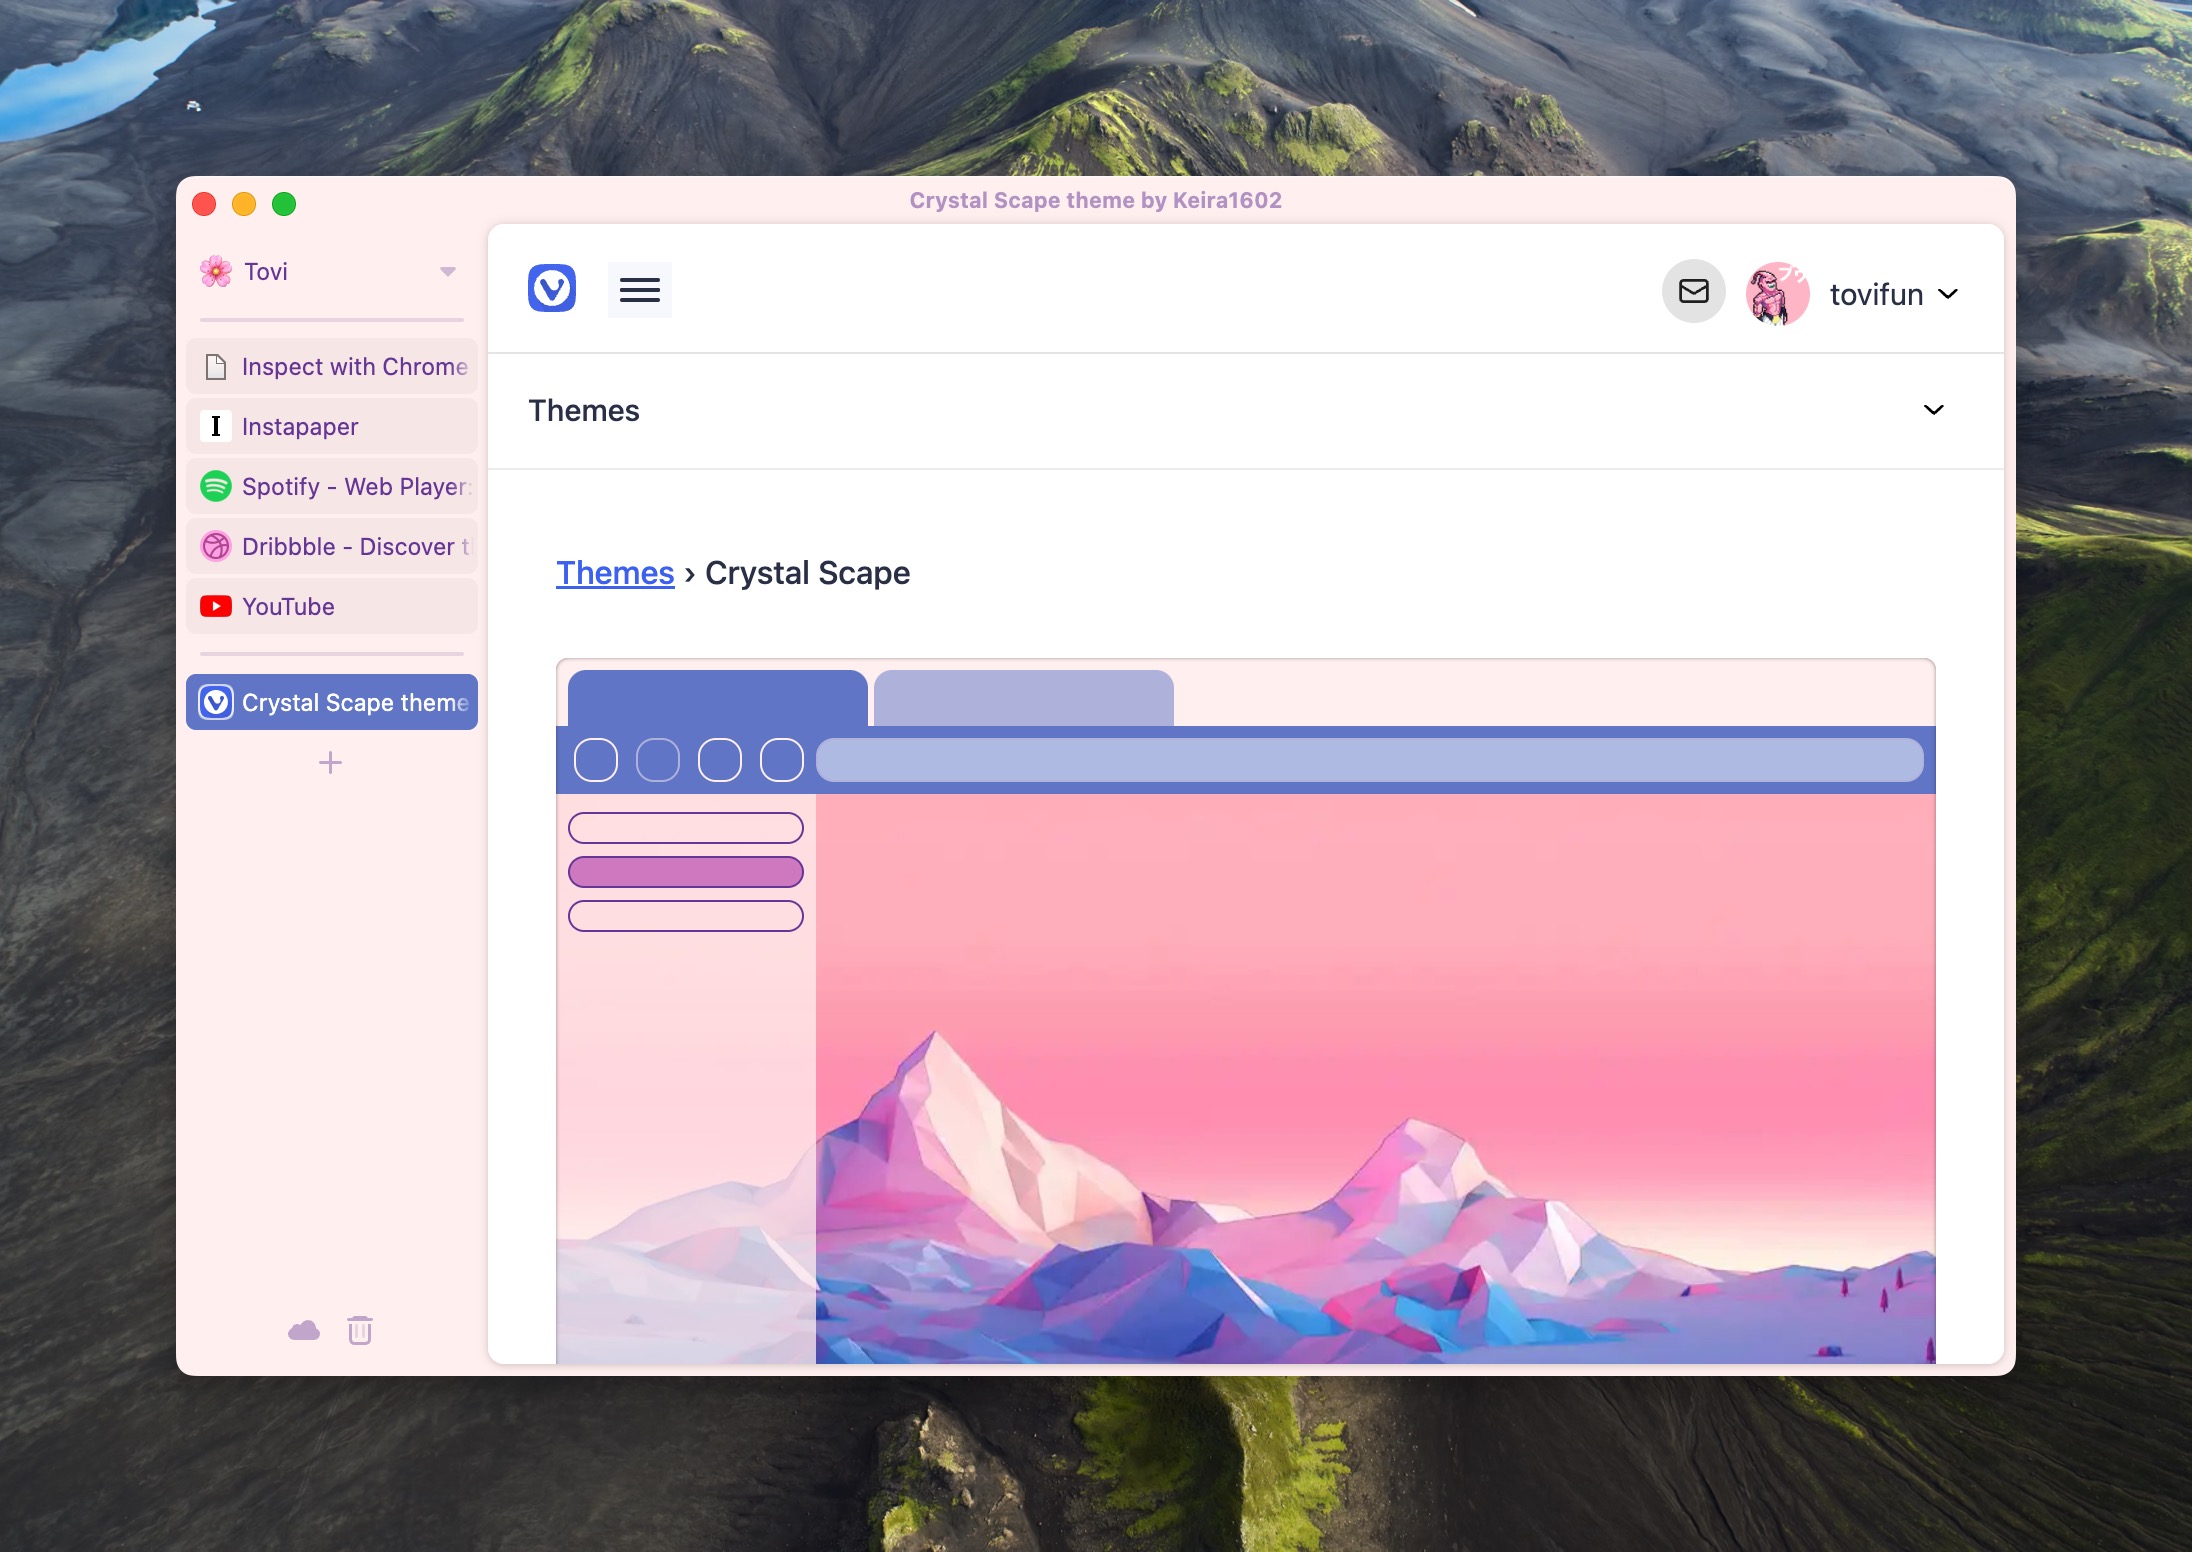 Crystal Scape theme by Keira1602
Tovi
Inspect with Chrome
Instapaper
Spotify - Web Player:
Dribbble - Discover t
YouTube
Crystal Scape theme
tovifun
Themes
Themes › Crystal Scape